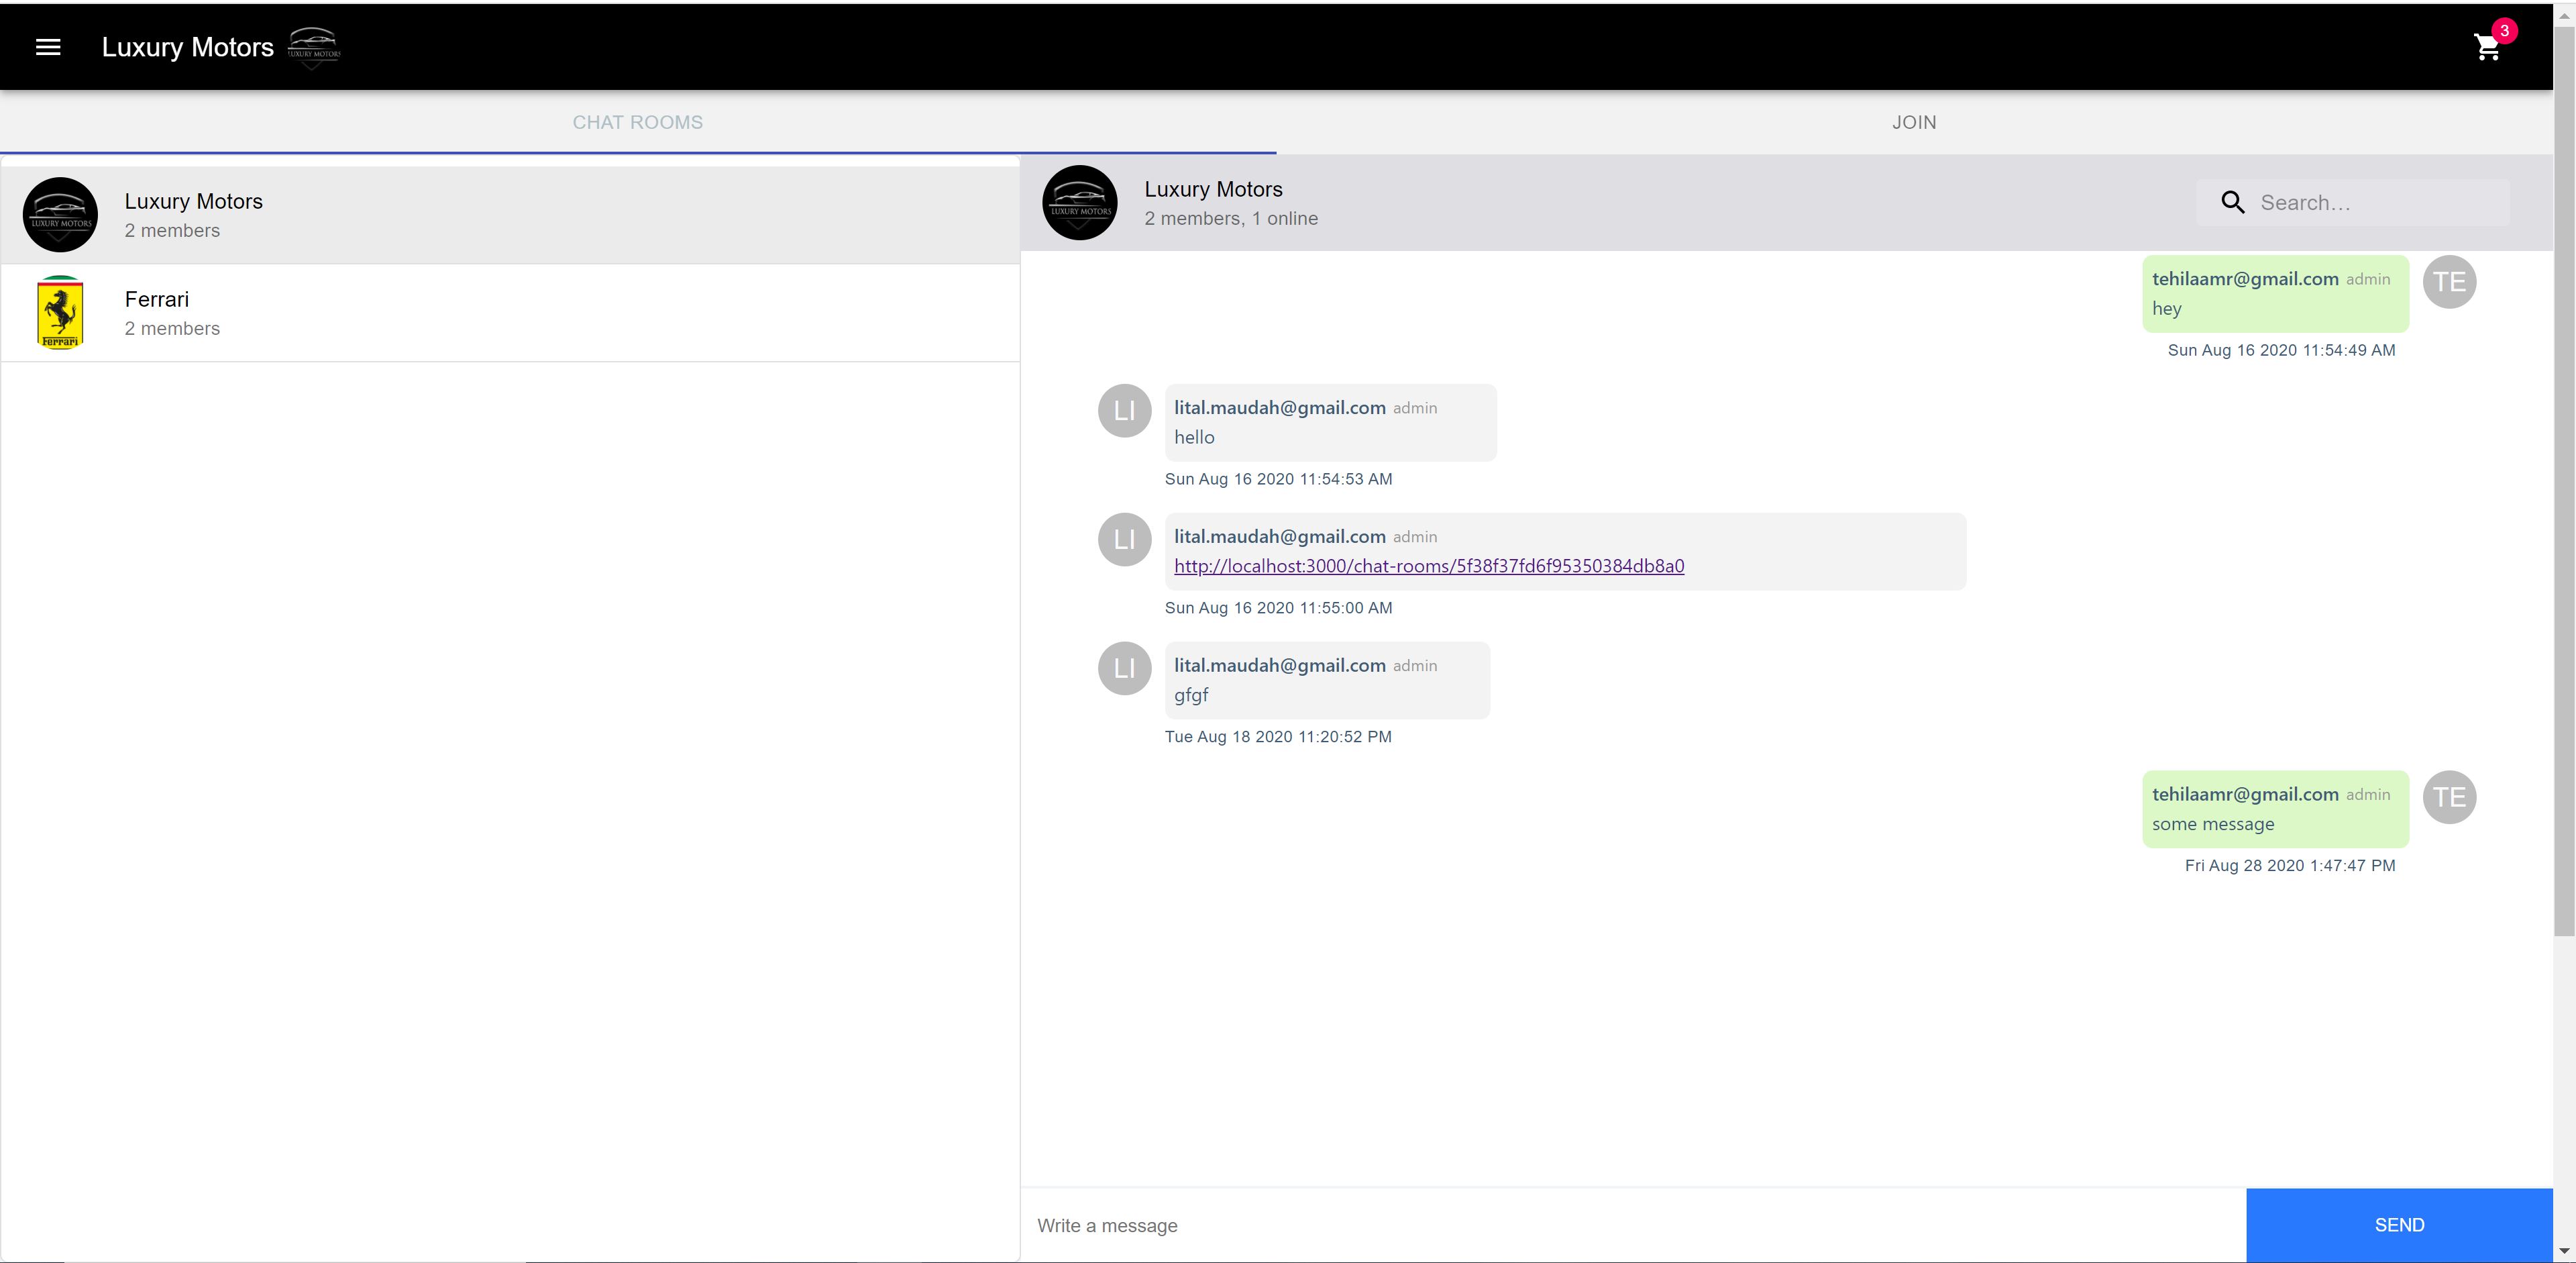 Luxury Motors
LUXURY MOTORS
3
CHAT ROOMS
JOIN
LUXURY MOTORS
Luxury Motors
2 members
Ferrari
Ferrari
2 members
LUXURY MOTORS
Luxury Motors
2 members, 1 online
Search…
tehilaamr@gmail.com admin
TE
hey
Sun Aug 16 2020 11:54:49 AM
LI
lital.maudah@gmail.com admin
hello
Sun Aug 16 2020 11:54:53 AM
LI
lital.maudah@gmail.com admin
http://localhost:3000/chat-rooms/5f38f37fd6f95350384db8a0
Sun Aug 16 2020 11:55:00 AM
LI
lital.maudah@gmail.com admin
gfgf
Tue Aug 18 2020 11:20:52 PM
tehilaamr@gmail.com admin
TE
some message
Fri Aug 28 2020 1:47:47 PM
Write a message
SEND